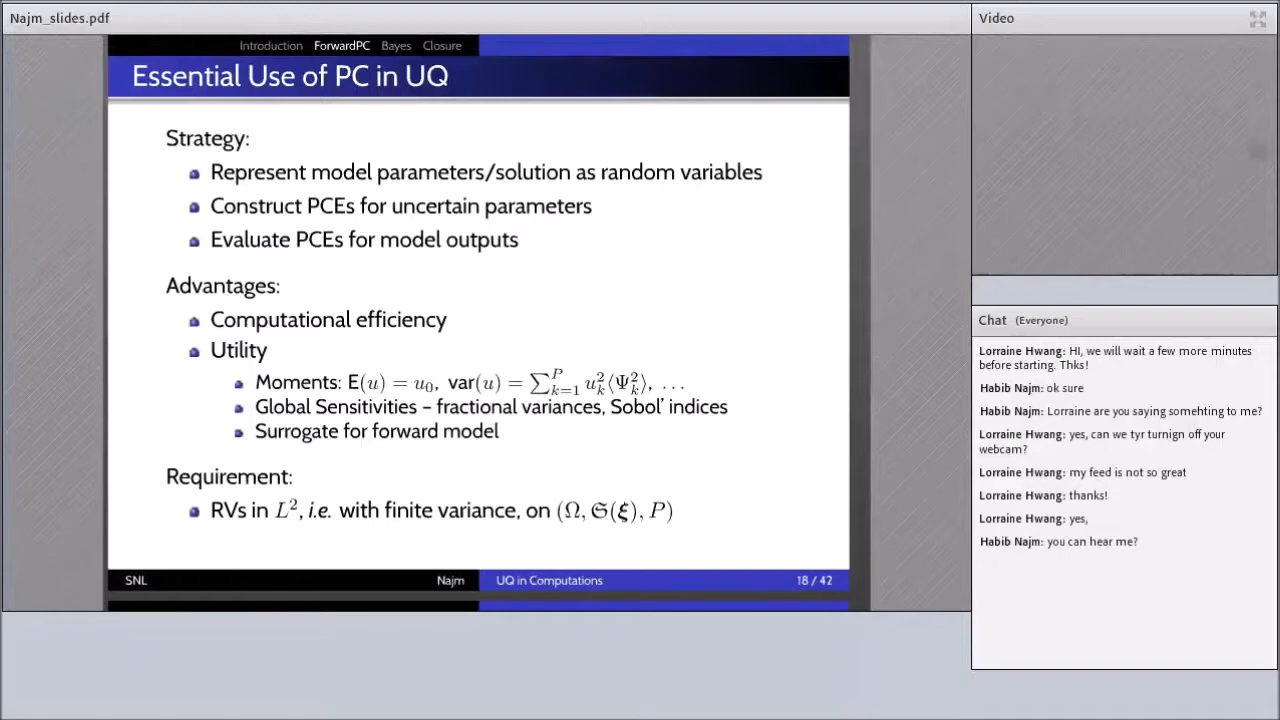 Najm_slides.pdf
Introduction ForwardPC Bayes Closure
Essential Use of PC in UQ
Strategy:
Represent model parameters/solution as random variables
Construct PCEs for uncertain parameters
Evaluate PCEs for model outputs
Advantages:
Computational efficiency
Utility
Moments: E(u) = u₀, var(u) = ∑ᴾₖ₌₁ u²ₖ⟨Ψ²ₖ⟩, …
Global Sensitivities – fractional variances, Sobol' indices
Surrogate for forward model
Requirement:
RVs in L², i.e. with finite variance, on (Ω, 𝔖(ξ), P)
SNL Najm UQ in Computations 18 / 42
Video
Chat (Everyone)
Lorraine Hwang: HI, we will wait a few more minutes
before starting. Thks!
Habib Najm: ok sure
Habib Najm: Lorraine are you saying somehting to me?
Lorraine Hwang: yes, can we tyr turnign off your
webcam?
Lorraine Hwang: my feed is not so great
Lorraine Hwang: thanks!
Lorraine Hwang: yes,
Habib Najm: you can hear me?